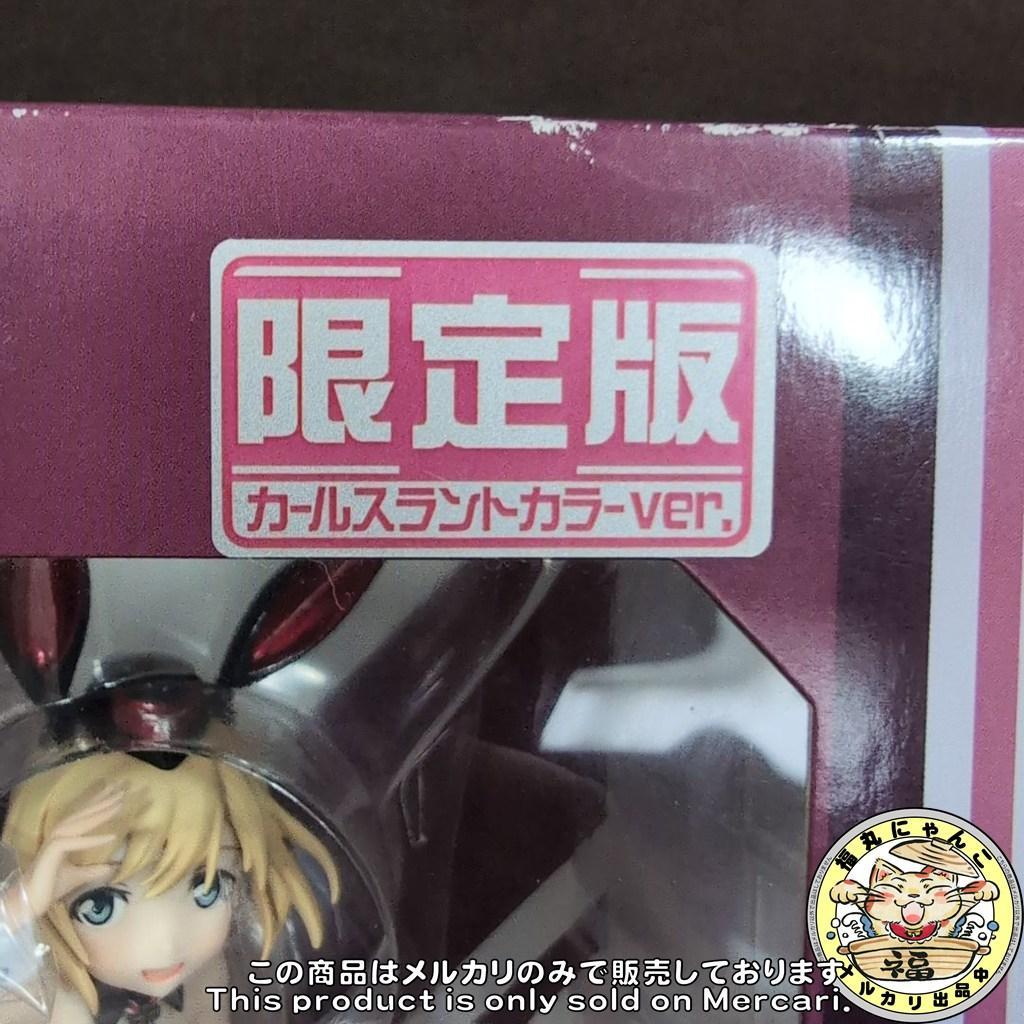 限定版
カールスラントカラーver.
福丸にゃんこ
福
メルカリ出品中
この商品はメルカリのみで販売しております。
This product is only sold on Mercari.